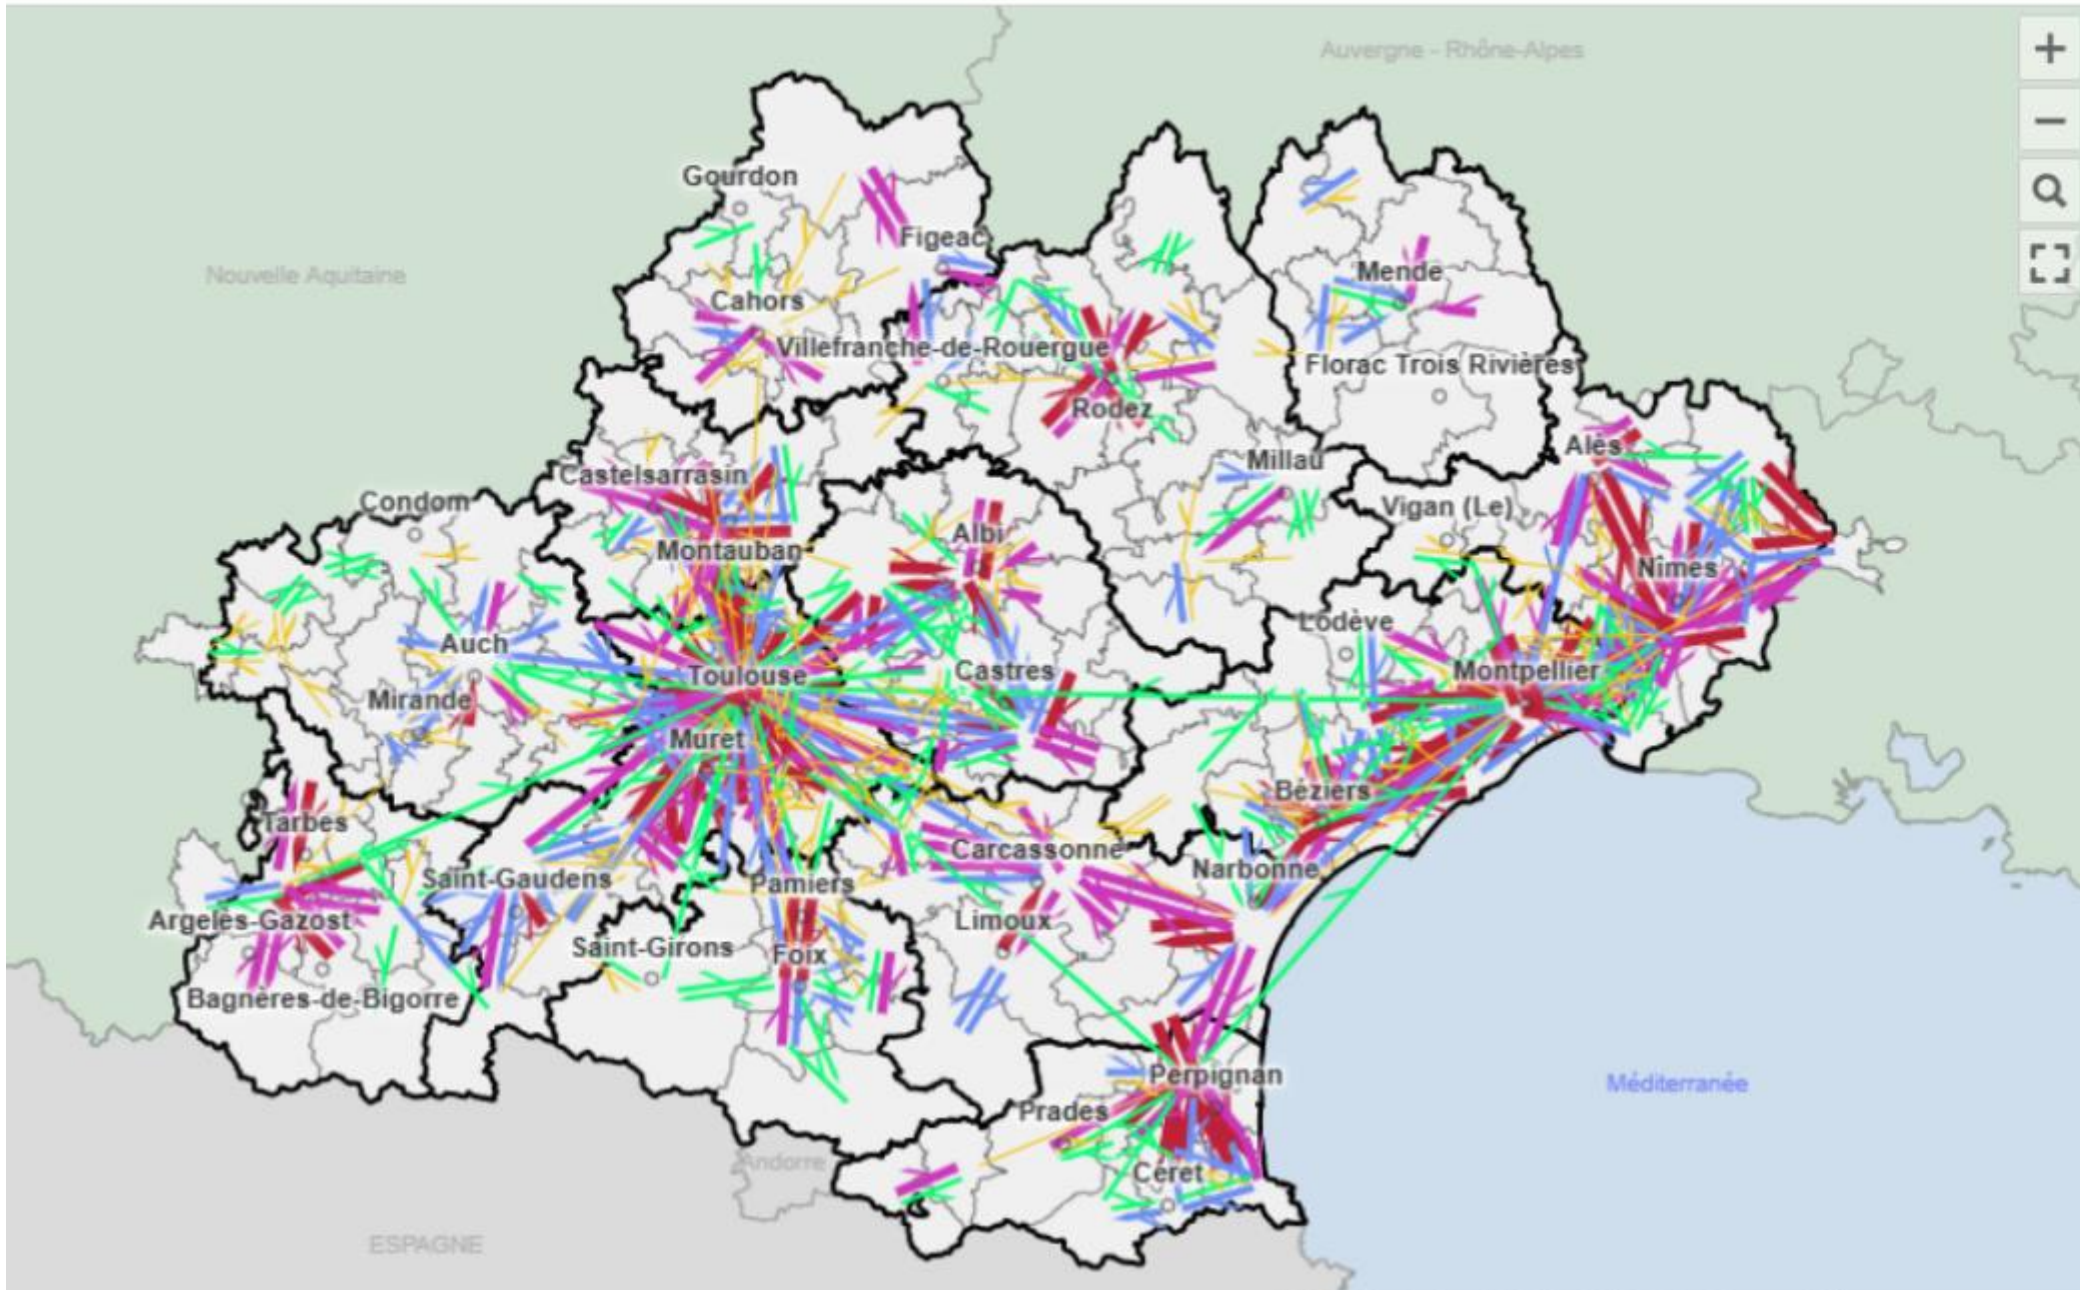 Auvergne - Rhône-Alpes
+
−
Gourdon
Figeac
Nouvelle Aquitaine
Mende
Cahors
Villefranche-de-Rouergue
Florac Trois Rivières
Rodez
Alès
Millau
Castelsarrasin
Condom
Vigan (Le)
Albi
Montauban
Nîmes
Lodève
Auch
Castres
Montpellier
Toulouse
Mirande
Muret
Béziers
Tarbes
Carcassonne
Narbonne
Saint-Gaudens
Pamiers
Argelès-Gazost
Limoux
Saint-Girons
Foix
Bagnères-de-Bigorre
Perpignan
Méditerranée
Prades
Andorre
Céret
ESPAGNE